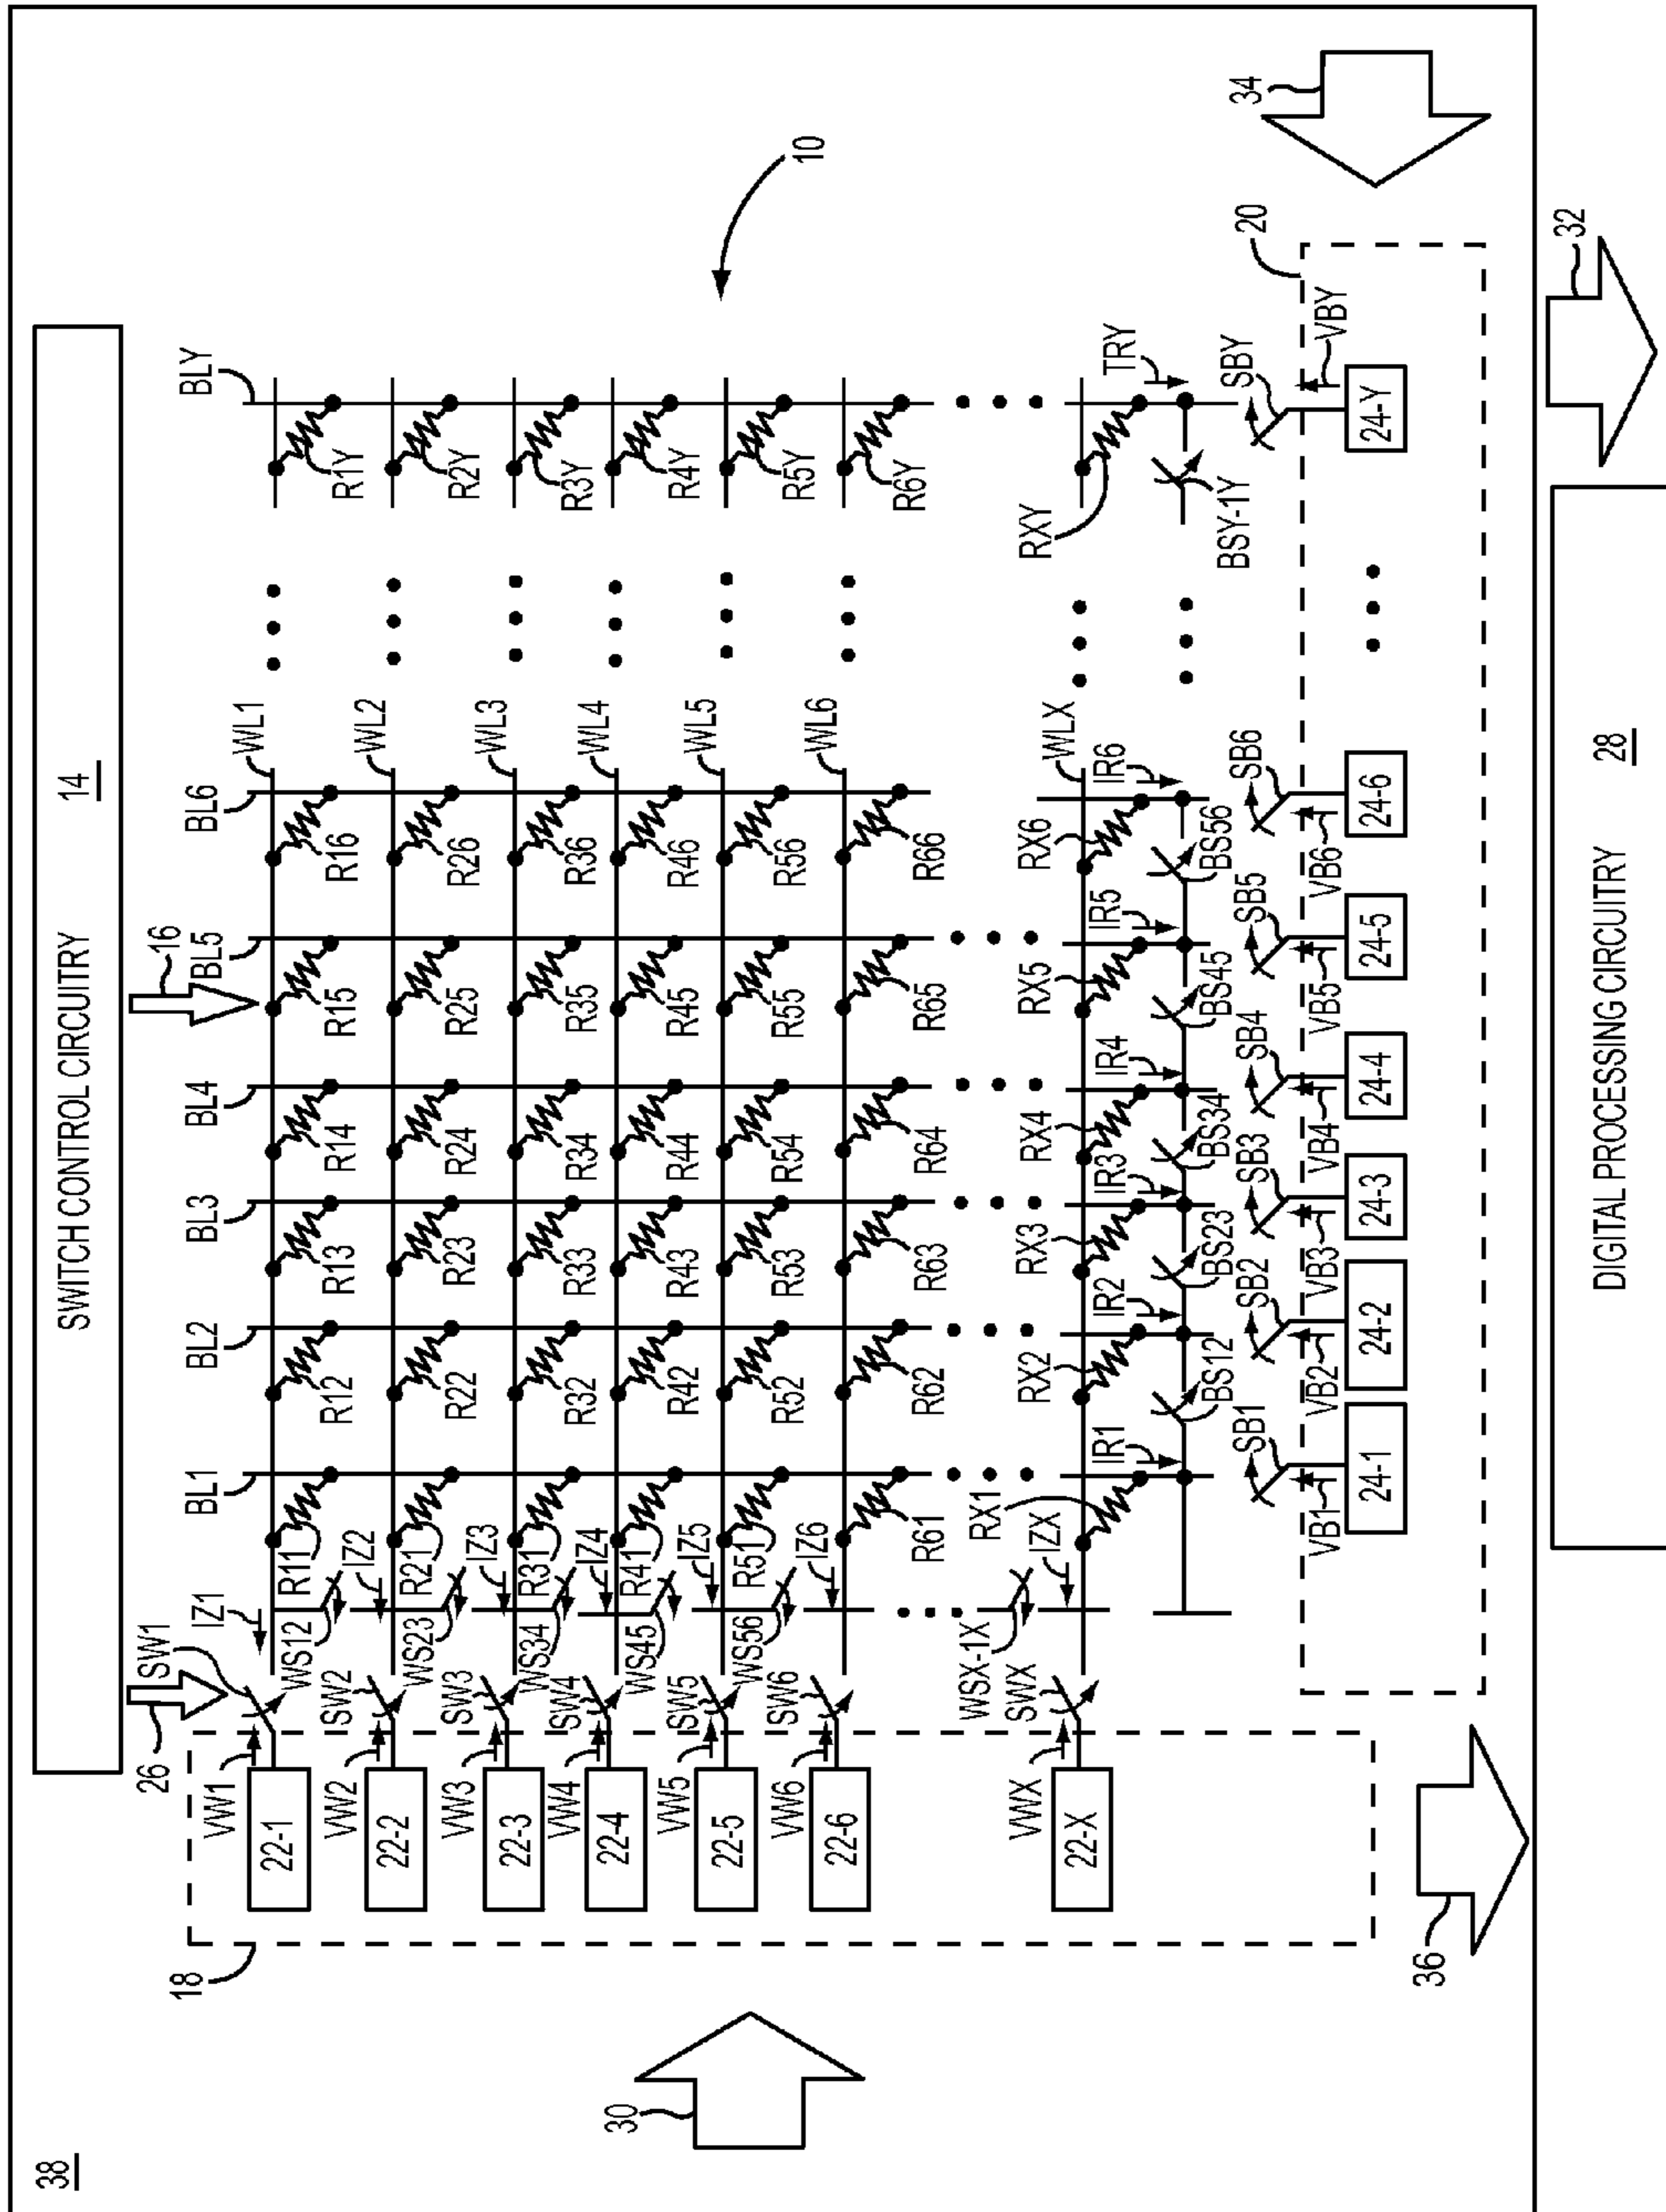 38
SWITCH CONTROL CIRCUITRY 14
26
16
10
18
20
30
32
34
36
SW1
IZ1
BL1
BL2
BL3
BL4
BL5
BL6
BLY
VW1
22-1
R11
R12
R13
R14
R15
R16
WL1
R1Y
WS12
IZ2
VW2
SW2
22-2
R21
R22
R23
R24
R25
R26
WL2
R2Y
WS23
IZ3
VW3
SW3
22-3
R31
R32
R33
R34
R35
R36
WL3
R3Y
WS34
IZ4
VW4
SW4
22-4
R41
R42
R43
R44
R45
R46
WL4
R4Y
WS45
IZ5
VW5
SW5
22-5
R51
R52
R53
R54
R55
R56
WL5
R5Y
WS56
IZ6
VW6
SW6
22-6
R61
R62
R63
R64
R65
R66
WL6
R6Y
WSX-1X
IZX
VWX
SWX
22-X
RX1
RX2
RX3
RX4
RX5
RX6
WLX
RXY
IR1
IR2
IR3
IR4
IR5
IR6
TRY
BS12
BS23
BS34
BS45
BS56
BSY-1Y
SB1
SB2
SB3
SB4
SB5
SB6
SBY
VB1
VB2
VB3
VB4
VB5
VB6
VBY
24-1
24-2
24-3
24-4
24-5
24-6
24-Y
DIGITAL PROCESSING CIRCUITRY 28